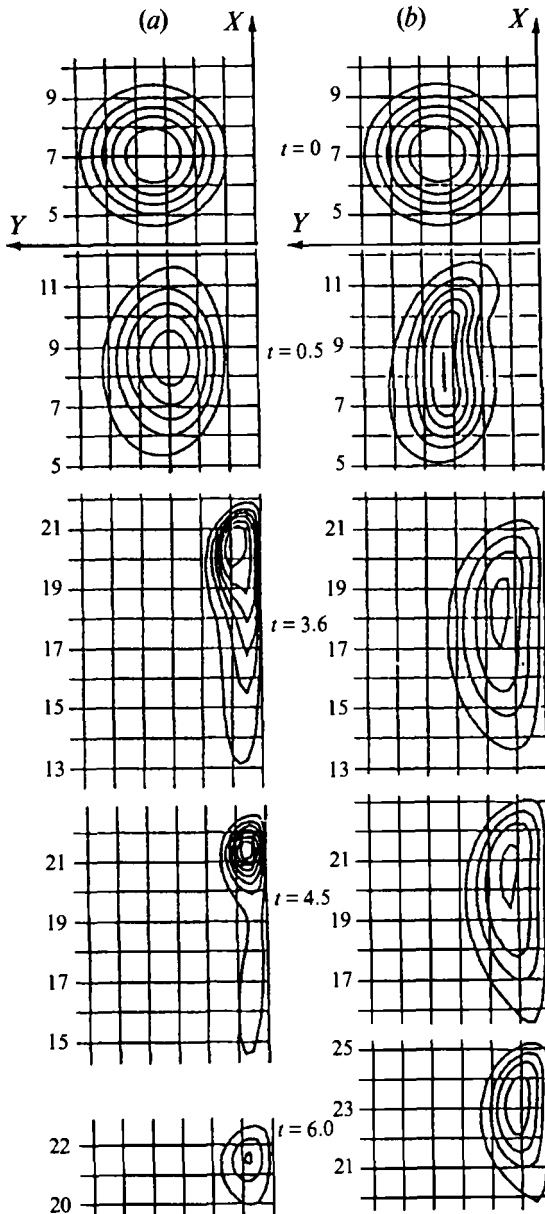 (a) X (b) X
9 9
7 t = 0 7
Y 5 Y 5
11 11
9 t = 0.5 9
7 7
5 5
21 21
19 19
t = 3.6
17 17
15 15
13 13
21 21
19 t = 4.5 19
17 17
15
25
t = 6.0 23
22
21
20